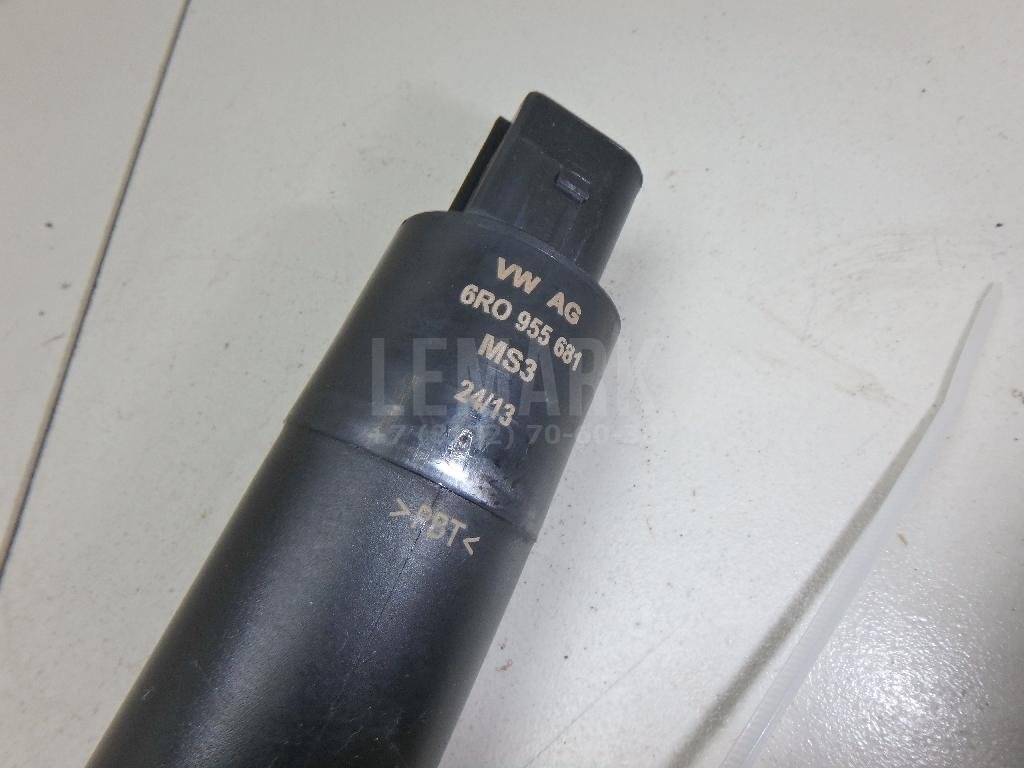 VW AG
6R0 955 681
MS3
24/13
>PBT<
LEMARK